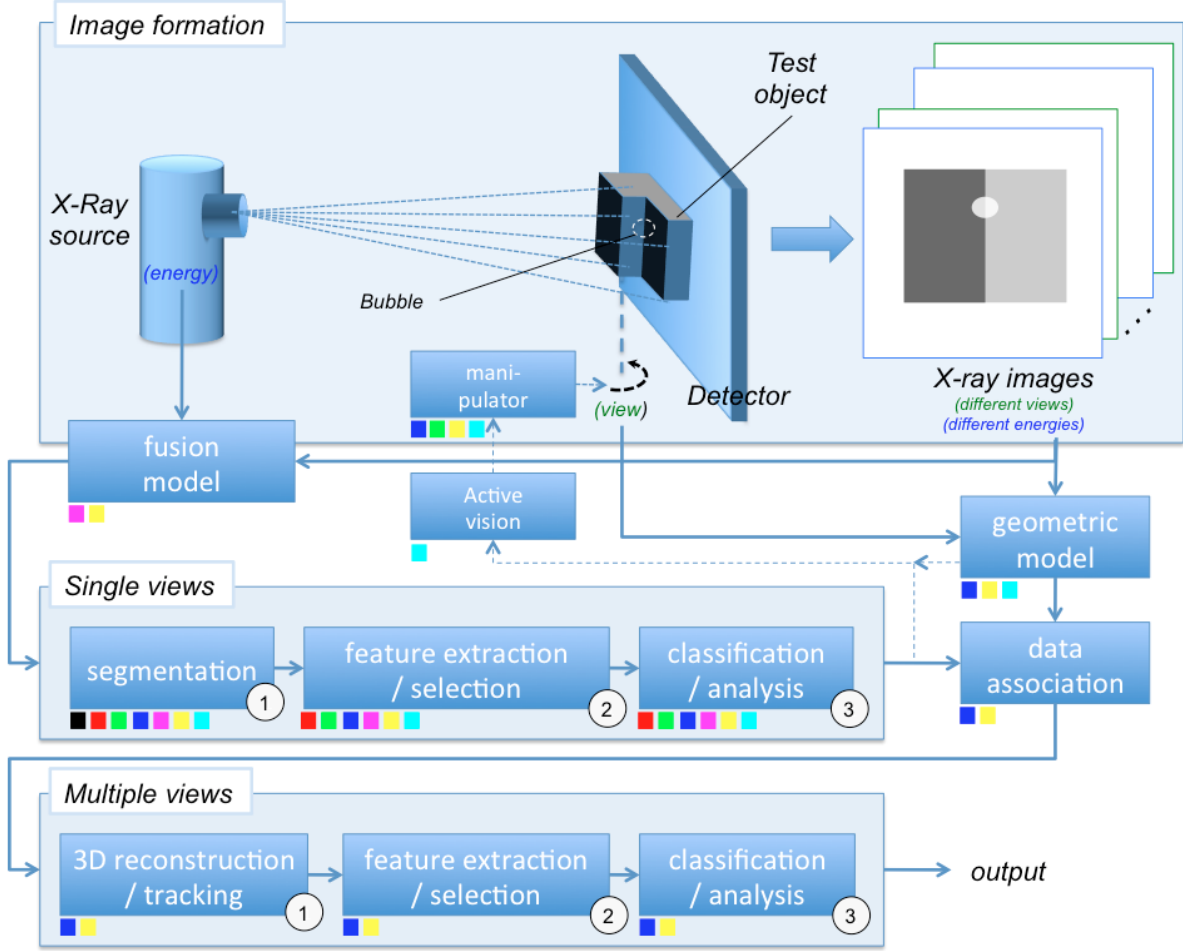 Image formation
Test
object
X-Ray
source
(energy)
Bubble
mani-
pulator
(view)
Detector
X-ray images
(different views)
(different energies)
fusion
model
Active
vision
geometric
model
Single views
segmentation
1
feature extraction
/ selection
2
classification
/ analysis
3
data
association
Multiple views
3D reconstruction
/ tracking
1
feature extraction
/ selection
2
classification
/ analysis
3
output